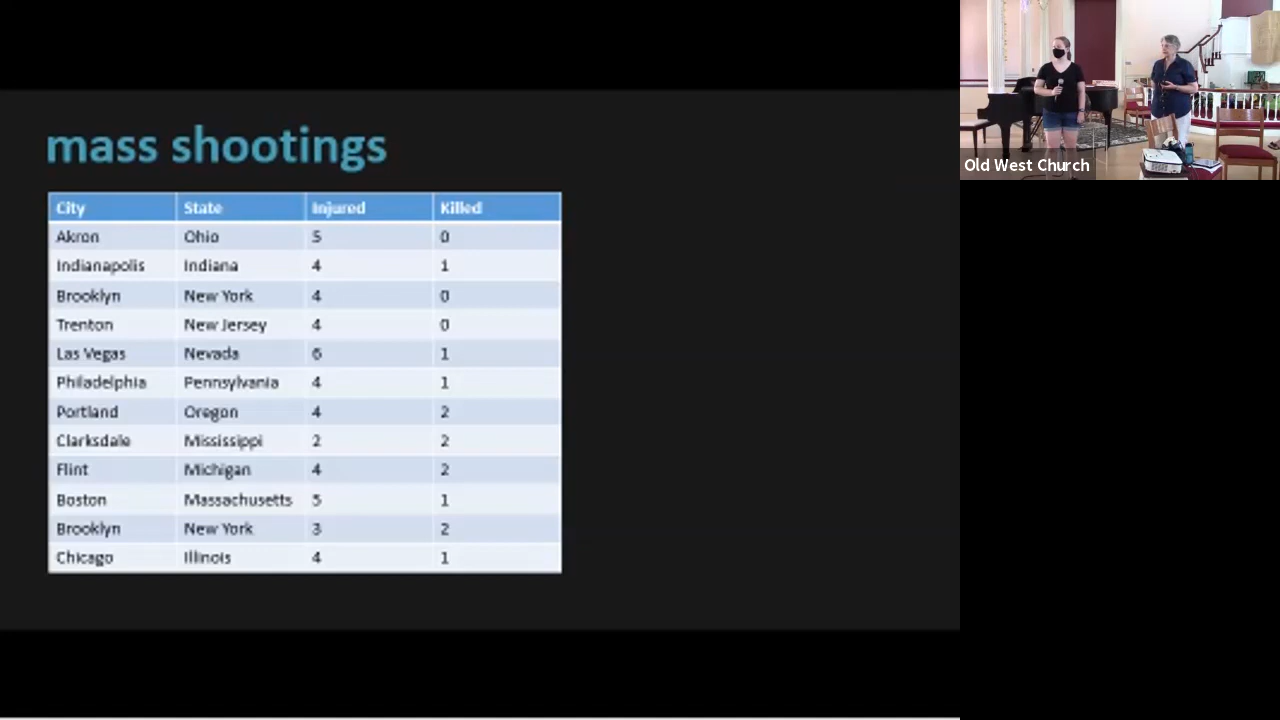 mass shootings
City State Injured Killed
Akron Ohio 5 0
Indianapolis Indiana 4 1
Brooklyn New York 4 0
Trenton New Jersey 4 0
Las Vegas Nevada 6 1
Philadelphia Pennsylvania 4 1
Portland Oregon 4 2
Clarksdale Mississippi 2 2
Flint Michigan 4 2
Boston Massachusetts 5 1
Brooklyn New York 3 2
Chicago Illinois 4 1
Old West Church